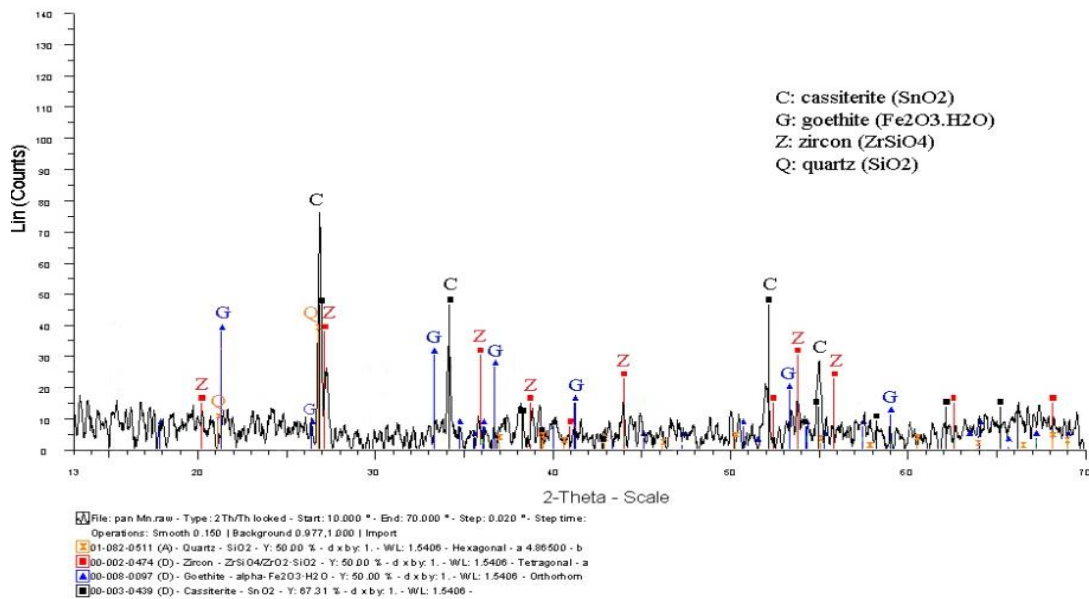 140
130
120
110
100
90
80
70
60
50
40
30
20
10
0
Lin (Counts)
C: cassiterite (SnO2)
G: goethite (Fe2O3.H2O)
Z: zircon (ZrSiO4)
Q: quartz (SiO2)
C
C
C
C
G
Q
Z
Z
Q
G
G
Z
G
Z
G
Z
G
Z
Z
G
13
20
30
40
50
60
70
2-Theta - Scale
File: pan Mn.raw - Type: 2Th/Th locked - Start: 10.000 ° - End: 70.000 ° - Step: 0.020 ° - Step time:
Operations: Smooth 0.150 | Background 0.977,1.000 | Import
01-082-0511 (A) - Quartz - SiO2 - Y: 50.00 % - d x by: 1. - WL: 1.5406 - Hexagonal - a 4.86500 - b
00-002-0474 (D) - Zircon - ZrSiO4/ZrO2·SiO2 - Y: 50.00 % - d x by: 1. - WL: 1.5406 - Tetragonal - a
00-008-0097 (D) - Goethite - alpha-Fe2O3·H2O - Y: 50.00 % - d x by: 1. - WL: 1.5406 - Orthorhom
00-003-0439 (D) - Cassiterite - SnO2 - Y: 67.31 % - d x by: 1. - WL: 1.5406 -